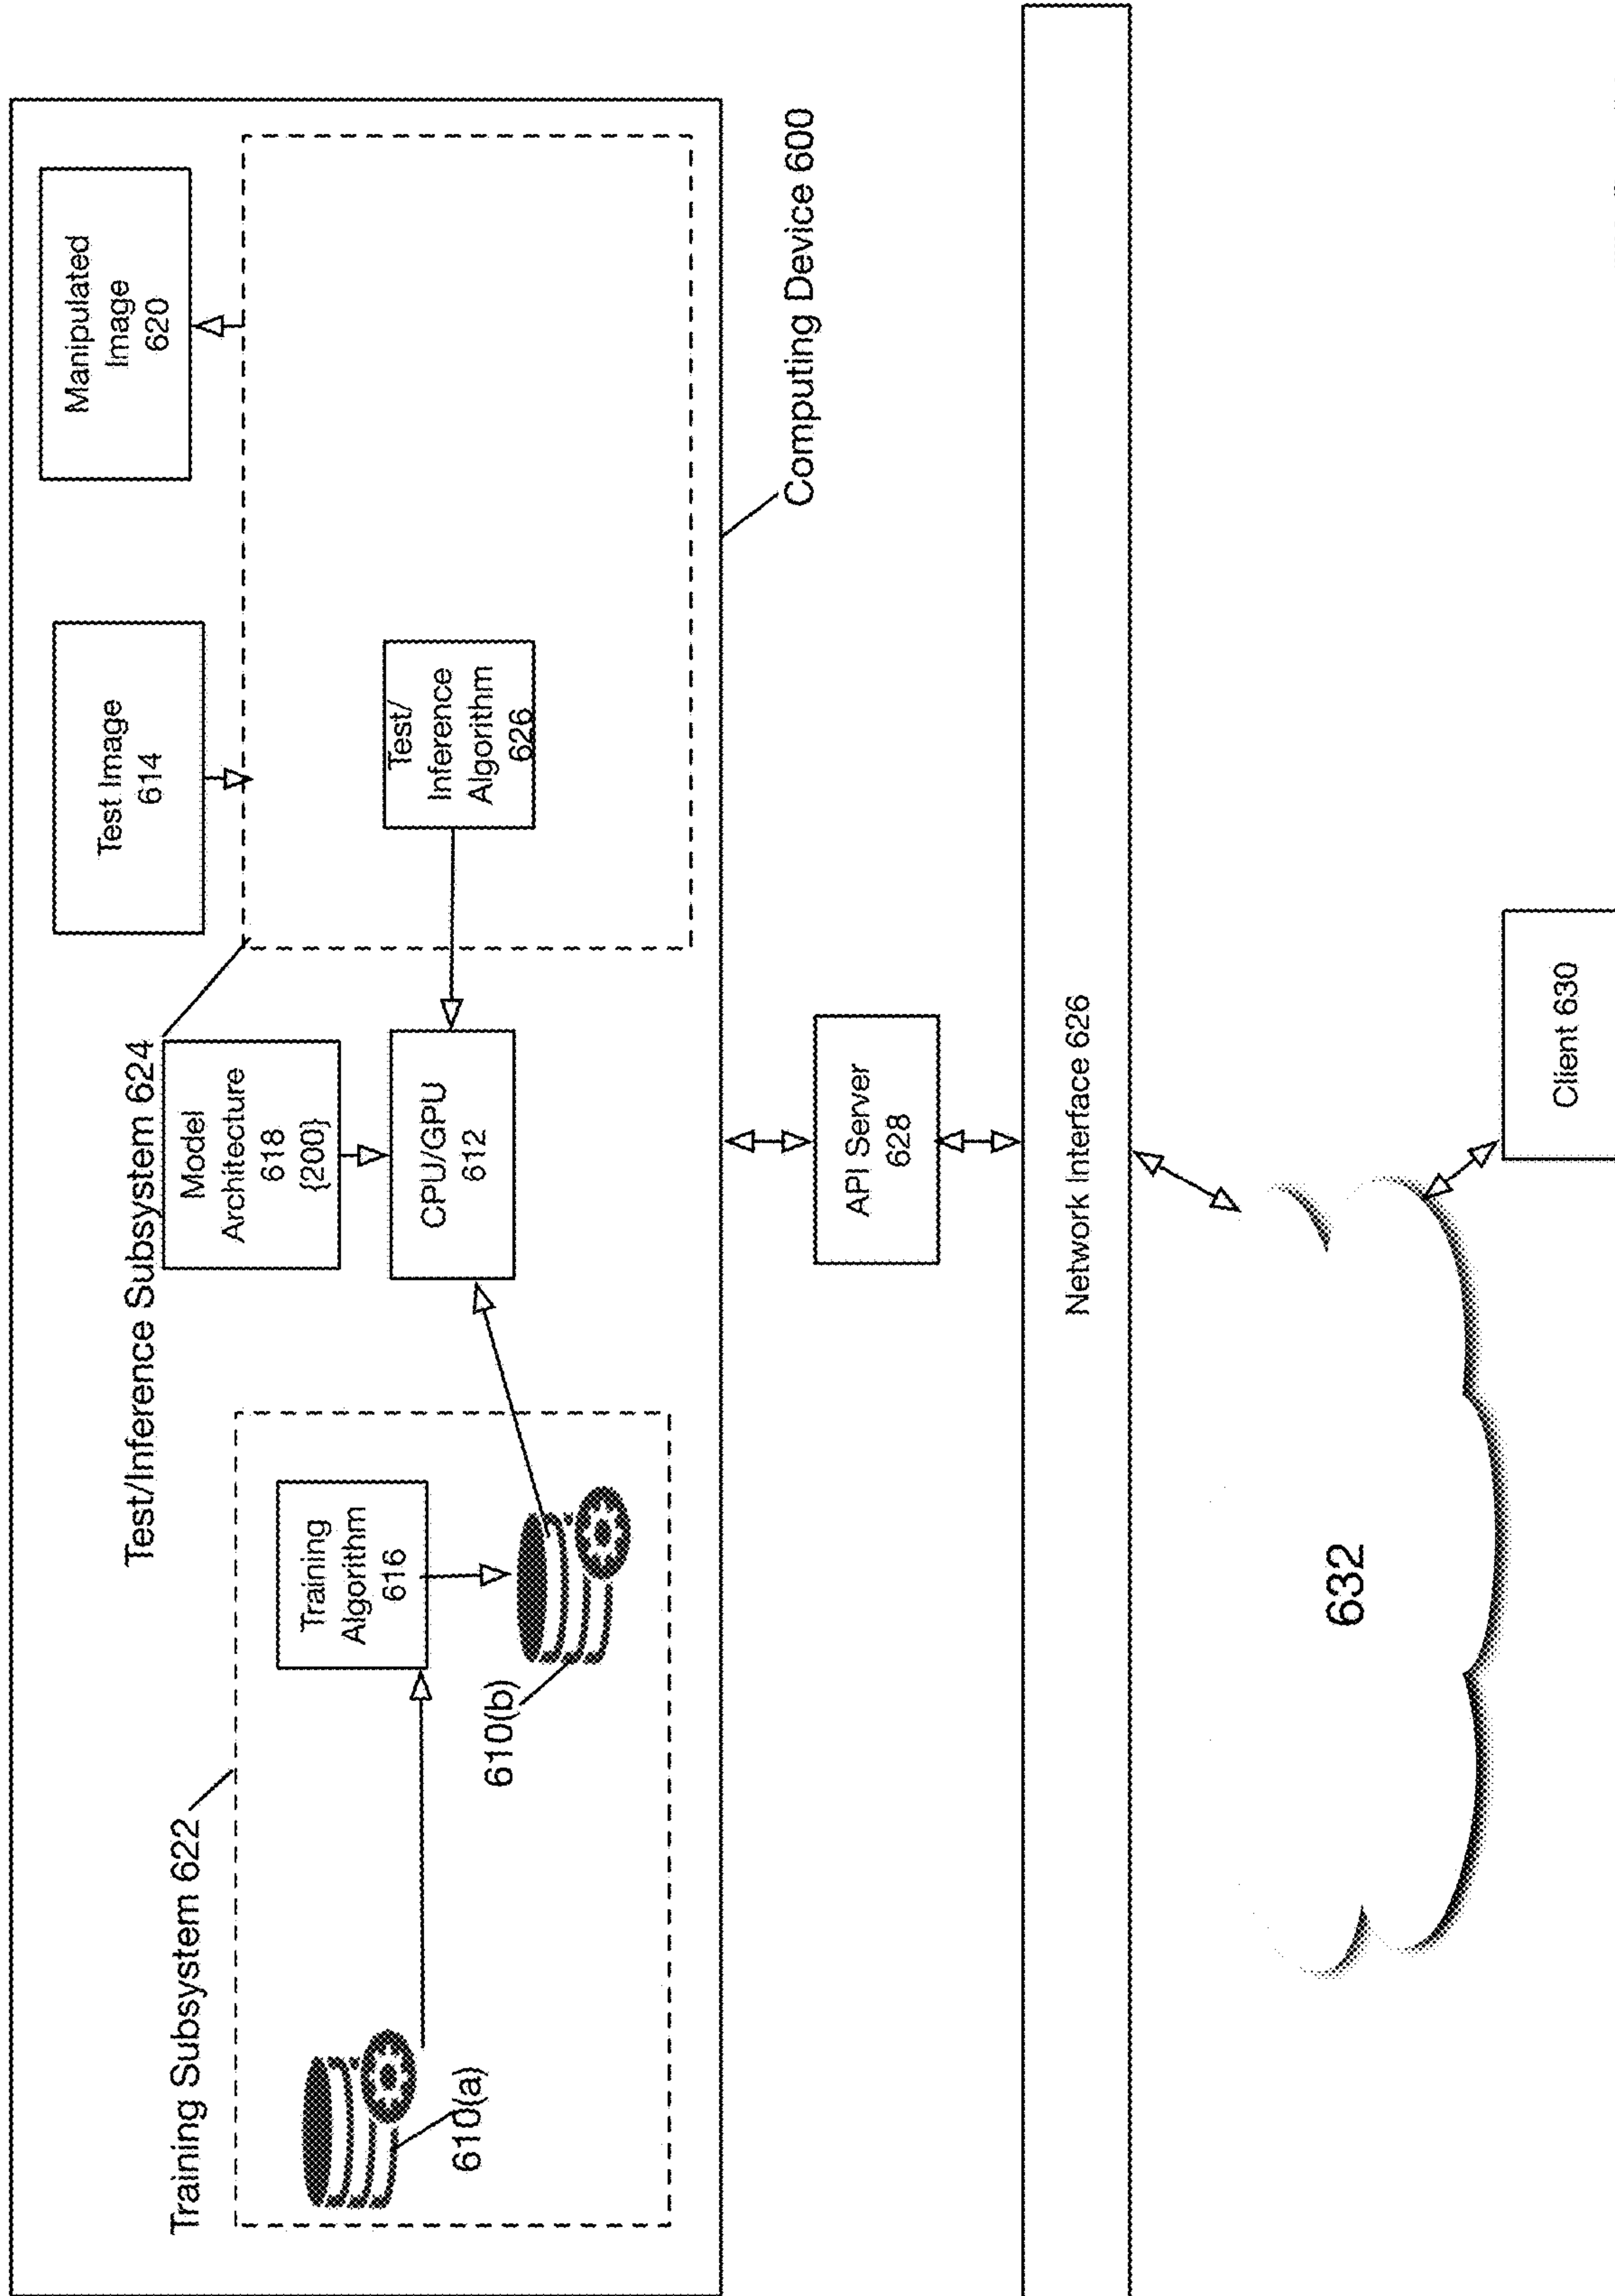 Training Subsystem 622
Test/Inference Subsystem 624
Test Image
614
Manipulated
Image
620
Model
Architecture
618
{200}
Training
Algorithm
616
610(a)
610(b)
CPU/GPU
612
Test/
Inference
Algorithm
626
Computing Device 600
API Server
628
Network Interface 626
632
Client 630